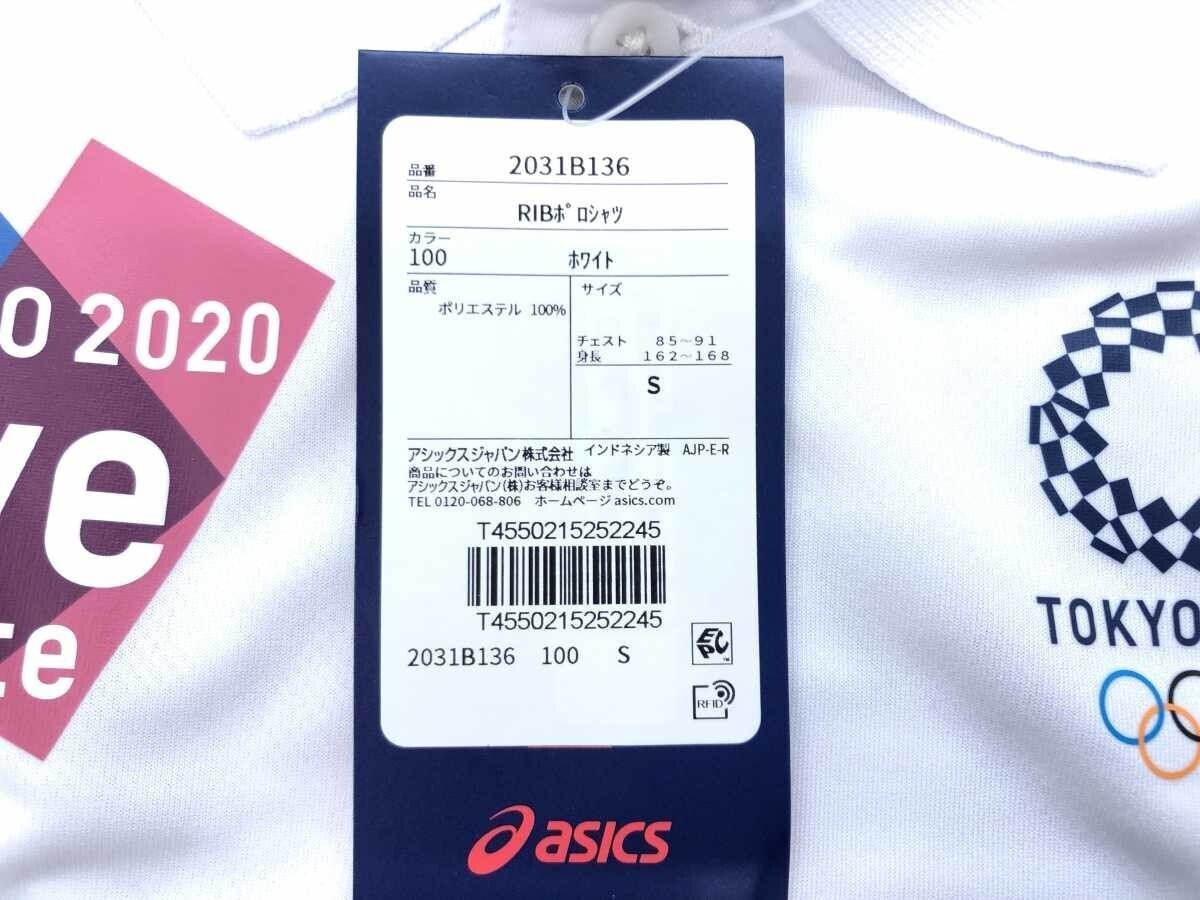 品番 2031B136
品名
RIBﾎﾟﾛｼｬﾂ
カラー
100 ﾎﾜｲﾄ
品質
ポリエステル 100%
サイズ
チェスト 85～91
身長 162～168
S
アシックスジャパン株式会社 インドネシア製 AJP-E-R
商品についてのお問い合わせは
アシックスジャパン(株)お客様相談室までどうぞ。
TEL 0120-068-806 ホームページ asics.com
T4550215252245
T4550215252245
2031B136 100 S
EPC™
RFID
asics
O 2020
ve
te
TOKYO